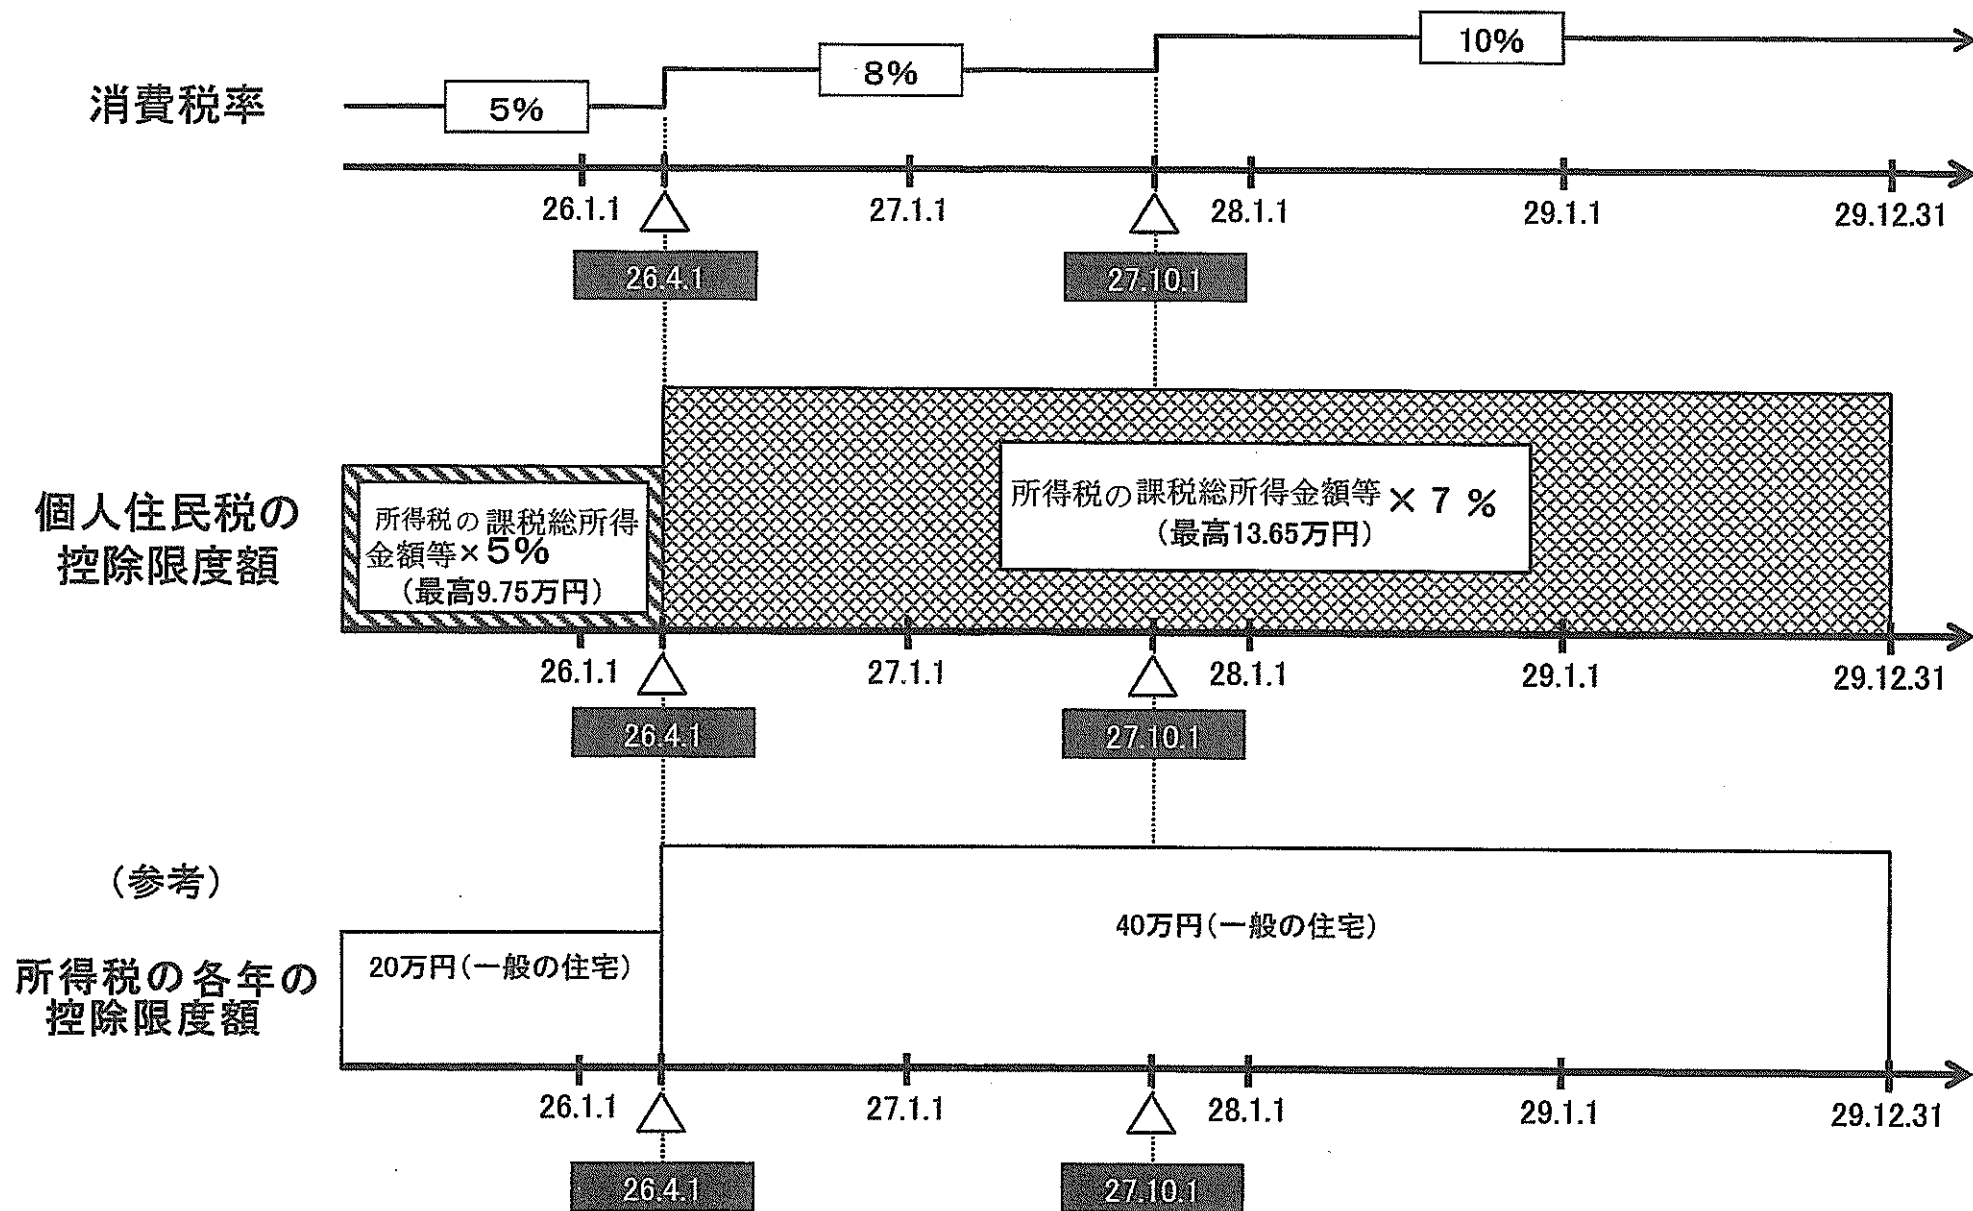 消費税率
5%
8%
10%
26.1.1
27.1.1
28.1.1
29.1.1
29.12.31
26.4.1
27.10.1
個人住民税の
控除限度額
所得税の課税総所得
金額等×5%
（最高9.75万円）
所得税の課税総所得金額等×7%
（最高13.65万円）
26.1.1
27.1.1
28.1.1
29.1.1
29.12.31
26.4.1
27.10.1
（参考）
所得税の各年の
控除限度額
20万円（一般の住宅）
40万円（一般の住宅）
26.1.1
27.1.1
28.1.1
29.1.1
29.12.31
26.4.1
27.10.1